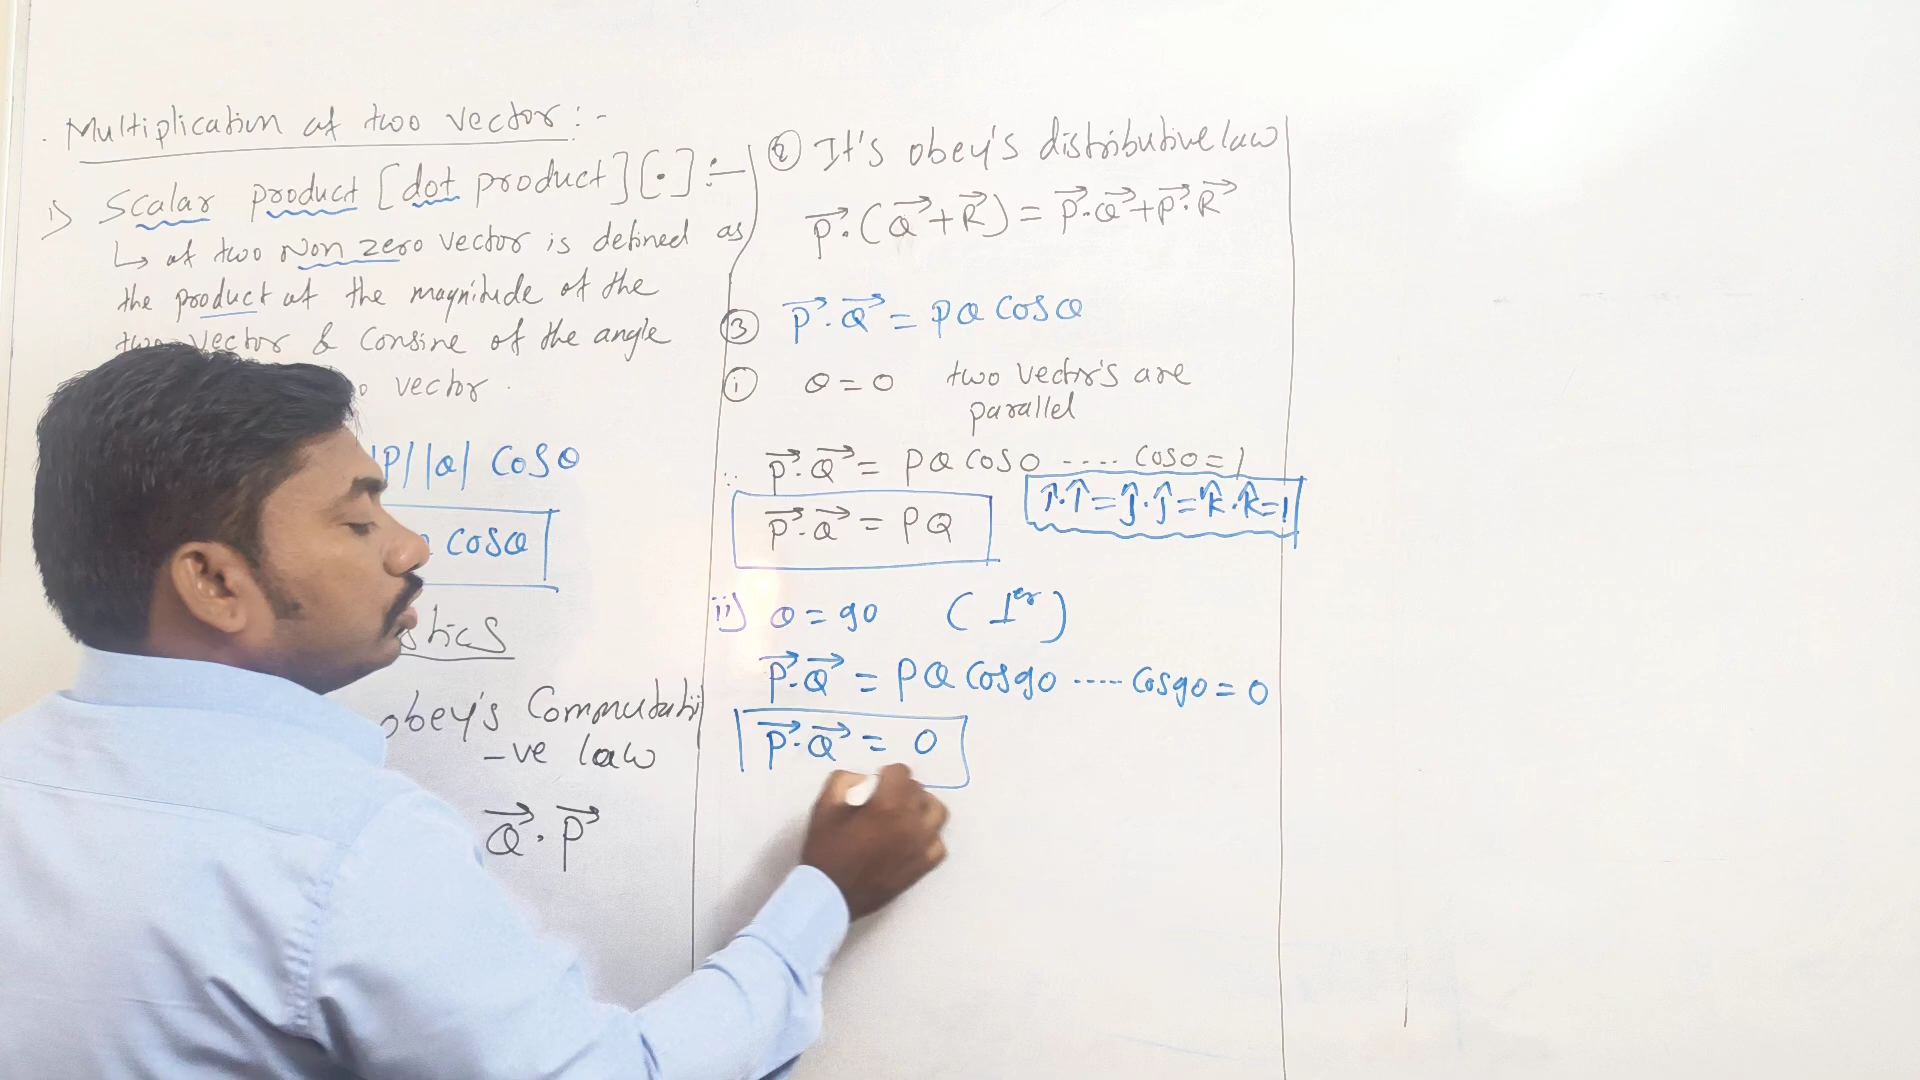 Multiplication of two vector :-
i) Scalar product [dot product] [.] :-
↳ of two Non zero vector is defined as
the product of the magnitude of the
two vector & Consine of the angle
vector.
|P| |Q| COSθ
cosθ
obey's Commutati
-ve law
Q⃗ . P⃗
② It's obey's distributive law
P⃗ . (Q⃗ + R⃗) = P⃗ . Q⃗ + P⃗ . R⃗
③ P⃗ . Q⃗ = PQ COSθ
ⓘ θ = 0 two vector's are
parallel
∴ P⃗ . Q⃗ = PQ COS0 .... COS0 = 1
P⃗ . Q⃗ = PQ
î . î = ĵ . ĵ = k̂ . k̂ = 1
ii) θ = 90 (⊥er)
P⃗ . Q⃗ = PQ Cos90 ..... Cos90 = 0
P⃗ . Q⃗ = 0